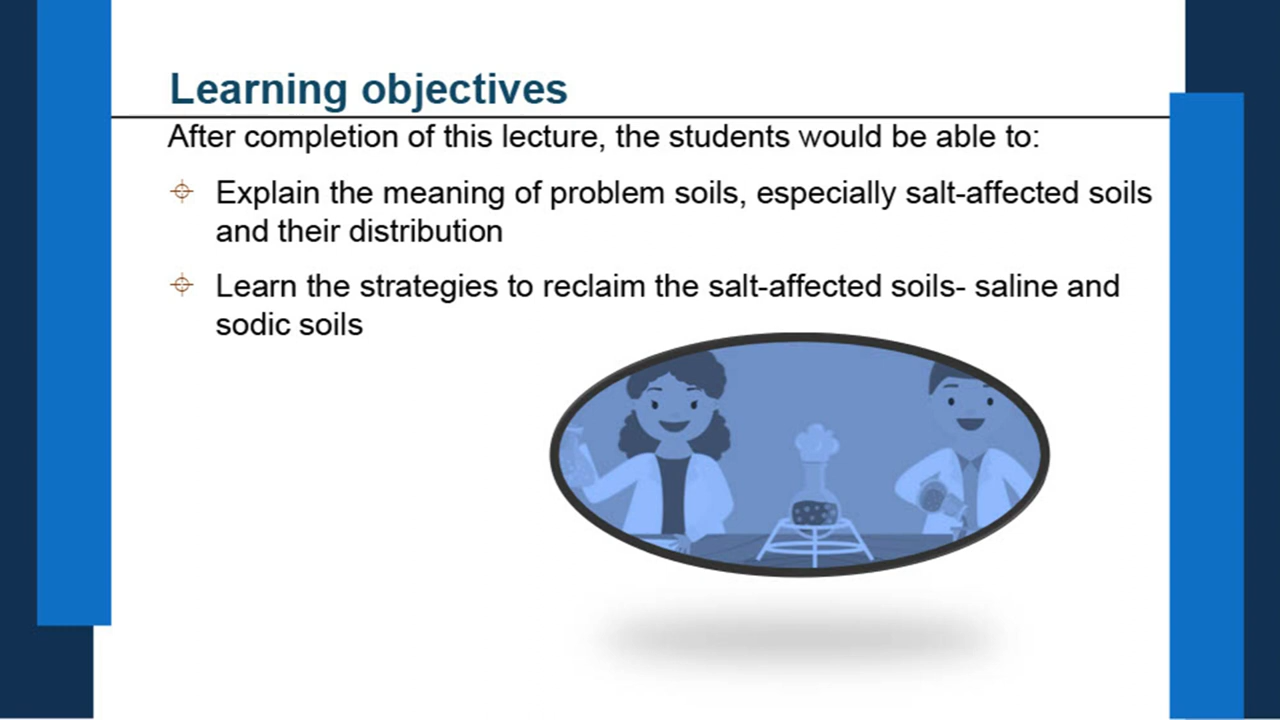 Learning objectives
After completion of this lecture, the students would be able to:
Explain the meaning of problem soils, especially salt-affected soils
and their distribution
Learn the strategies to reclaim the salt-affected soils- saline and
sodic soils